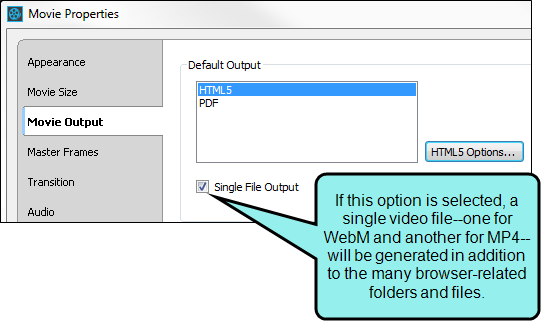 Movie Properties
Appearance
Movie Size
Movie Output
Master Frames
Transition
Audio
Default Output
HTML5
PDF
HTML5 Options...
Single File Output
If this option is selected, a
single video file--one for
WebM and another for MP4--
will be generated in addition
to the many browser-related
folders and files.